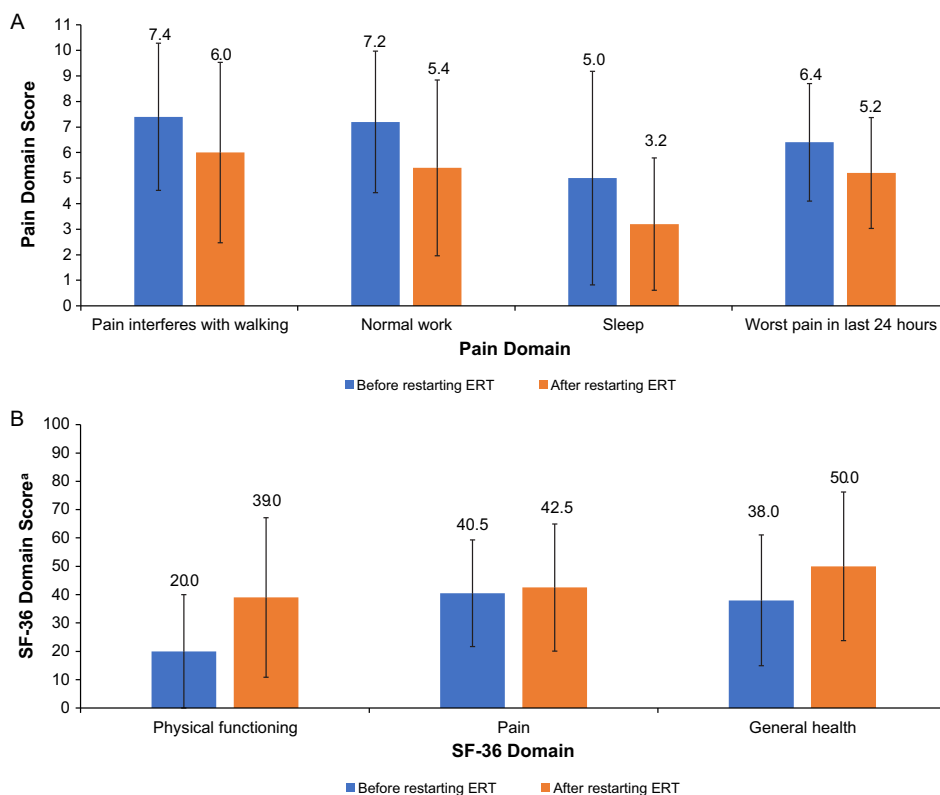 A
Pain Domain Score
11
10
9
8
7
6
5
4
3
2
1
0
7.4
6.0
7.2
5.4
5.0
3.2
6.4
5.2
Pain interferes with walking
Normal work
Sleep
Worst pain in last 24 hours
Pain Domain
Before restarting ERT
After restarting ERT
B
SF-36 Domain Scoreᵃ
100
90
80
70
60
50
40
30
20
10
0
20.0
39.0
40.5
42.5
38.0
50.0
Physical functioning
Pain
General health
SF-36 Domain
Before restarting ERT
After restarting ERT